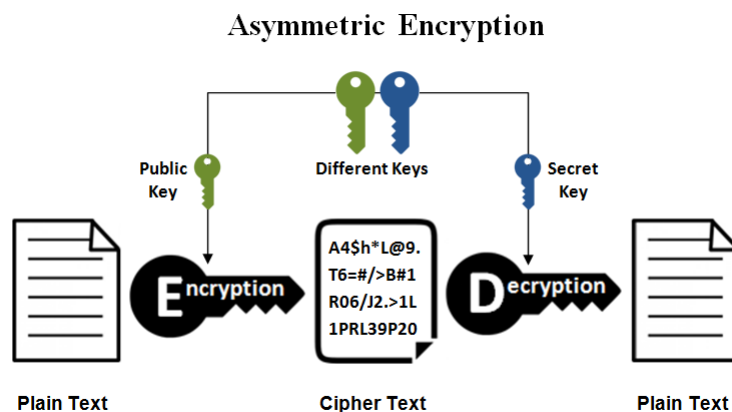 Asymmetric Encryption
Public
Key
Different Keys
Secret
Key
A4$h*L@9.
T6=#/>B#1
R06/J2.>1L
1PRL39P20
Encryption
Decryption
Plain Text
Cipher Text
Plain Text